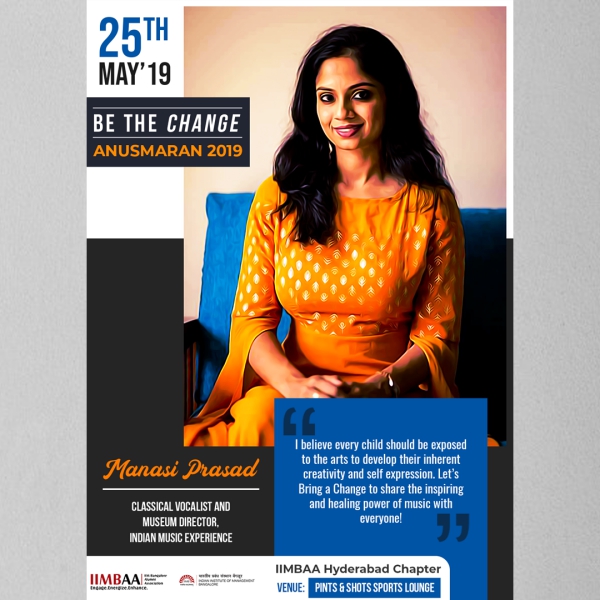 25TH
MAY'19
BE THE CHANGE
ANUSMARAN 2019
“
I believe every child should be exposed
to the arts to develop their inherent
creativity and self expression. Let's
Bring a Change to share the inspiring
and healing power of music with
everyone!
”
Manasi Prasad
CLASSICAL VOCALIST AND
MUSEUM DIRECTOR,
INDIAN MUSIC EXPERIENCE
IIMBAA
IIM Bangalore
Alumni
Association
Engage.Energize.Enhance.
भारतीय प्रबंध संस्थान बेंगलूर
INDIAN INSTITUTE OF MANAGEMENT
BANGALORE
IIMBAA Hyderabad Chapter
VENUE: PINTS & SHOTS SPORTS LOUNGE